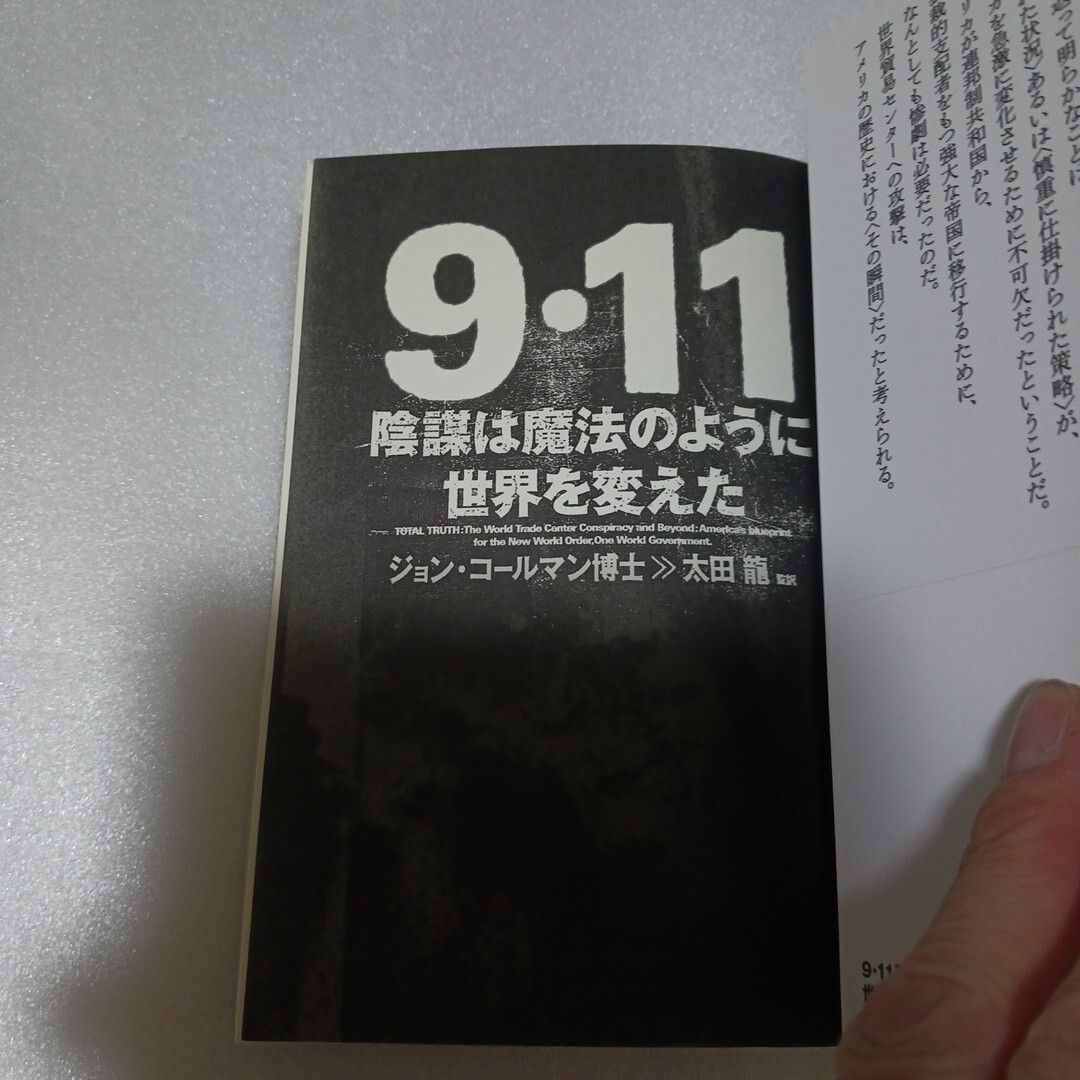 9・11
陰謀は魔法のように
世界を変えた
TOTAL TRUTH:The World Trade Center Conspiracy and Beyond: America's blueprint
for the New World Order,One World Government.
ジョン・コールマン博士≫太田 龍 監訳
って明らかなことは
た状況〉あるいは〈慎重に仕掛けられた策略〉が、
カを急激に変化させるために不可欠だったということだ。
リカが連邦制共和国から、
裁的支配者をもつ強大な帝国に移行するために、
なんとしても惨劇は必要だったのだ。
世界貿易センターへの攻撃は、
アメリカの歴史における〈その瞬間〉だったと考えられる。
9・11